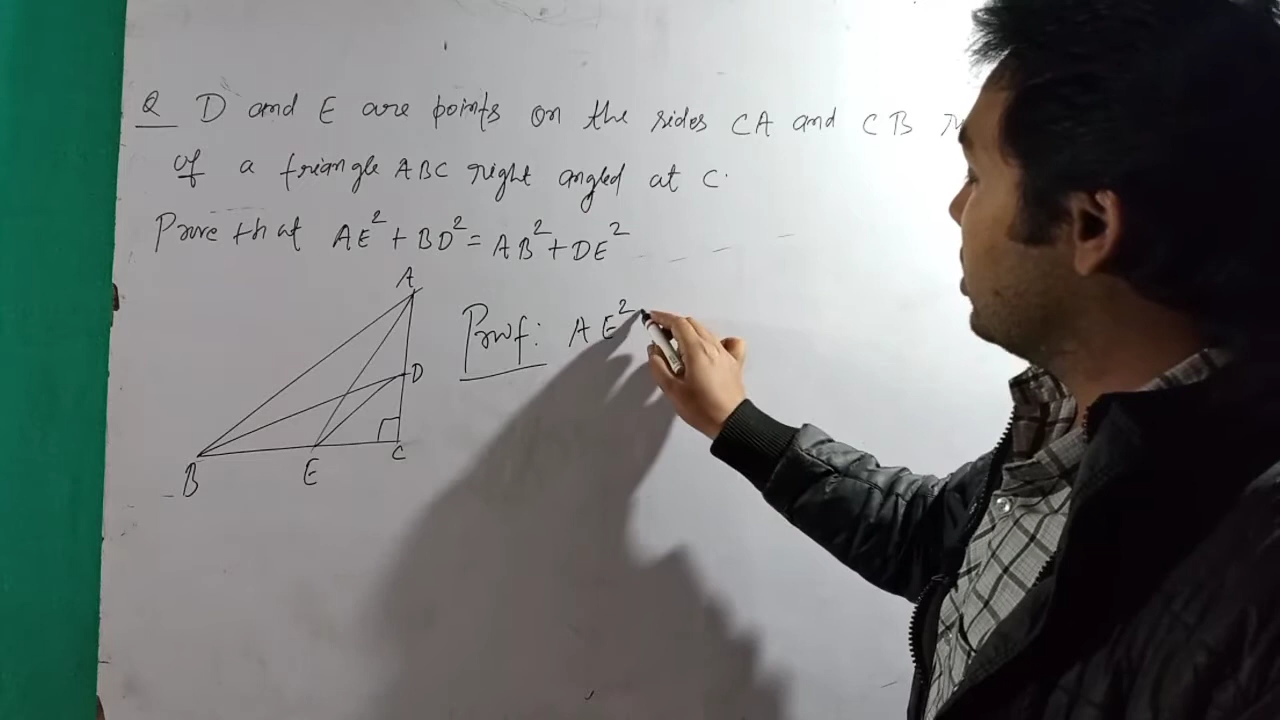 Q D and E are points on the sides CA and CB
of a triangle ABC right angled at C.
Prove that AE²+BD²=AB²+DE²
A
Proof: AE²
D
B
E
C